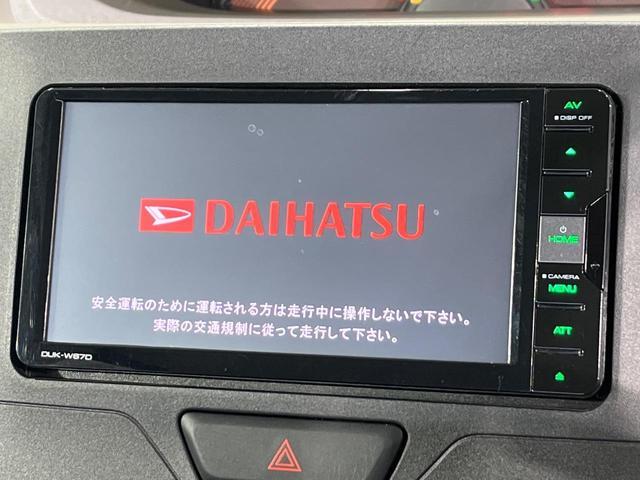 DAIHATSU
安全運転のために運転される方は走行中に操作しないで下さい。
実際の交通規制に従って走行して下さい。
DUK-W67D
AV
DISP OFF
HOME
CAMERA
MENU
ATT